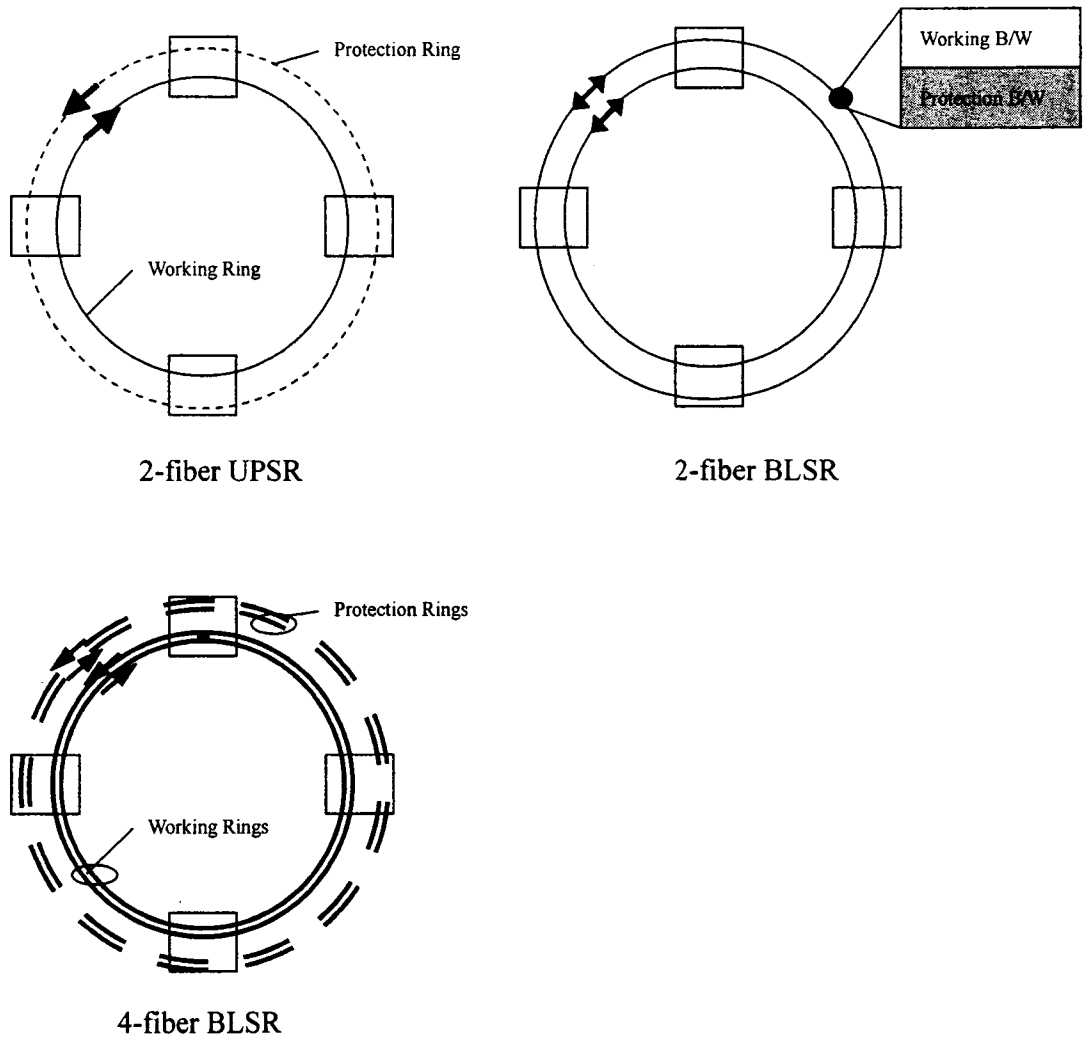 Protection Ring
Working B/W
Protection B/W
Working Ring
2-fiber UPSR
2-fiber BLSR
Protection Rings
Working Rings
4-fiber BLSR